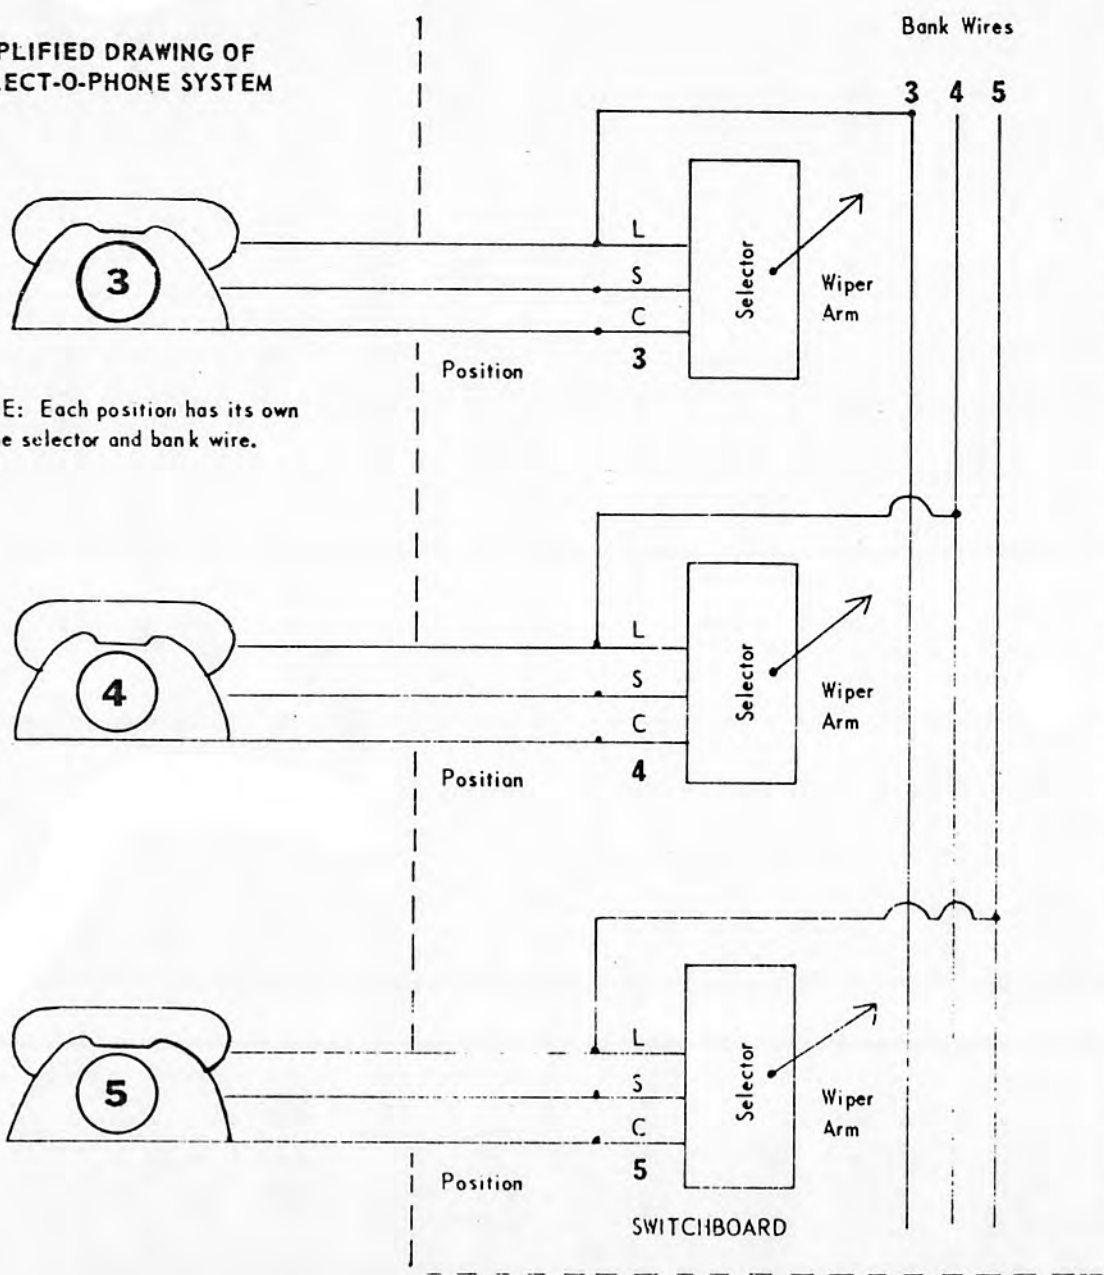 PLIFIED DRAWING OF
ECT-O-PHONE SYSTEM
Bank Wires
3 4 5
3
L
S
C
3
Selector
Wiper
Arm
Position
E: Each position has its own
e selector and bank wire.
4
L
S
C
4
Selector
Wiper
Arm
Position
5
L
S
C
5
Selector
Wiper
Arm
Position
SWITCHBOARD